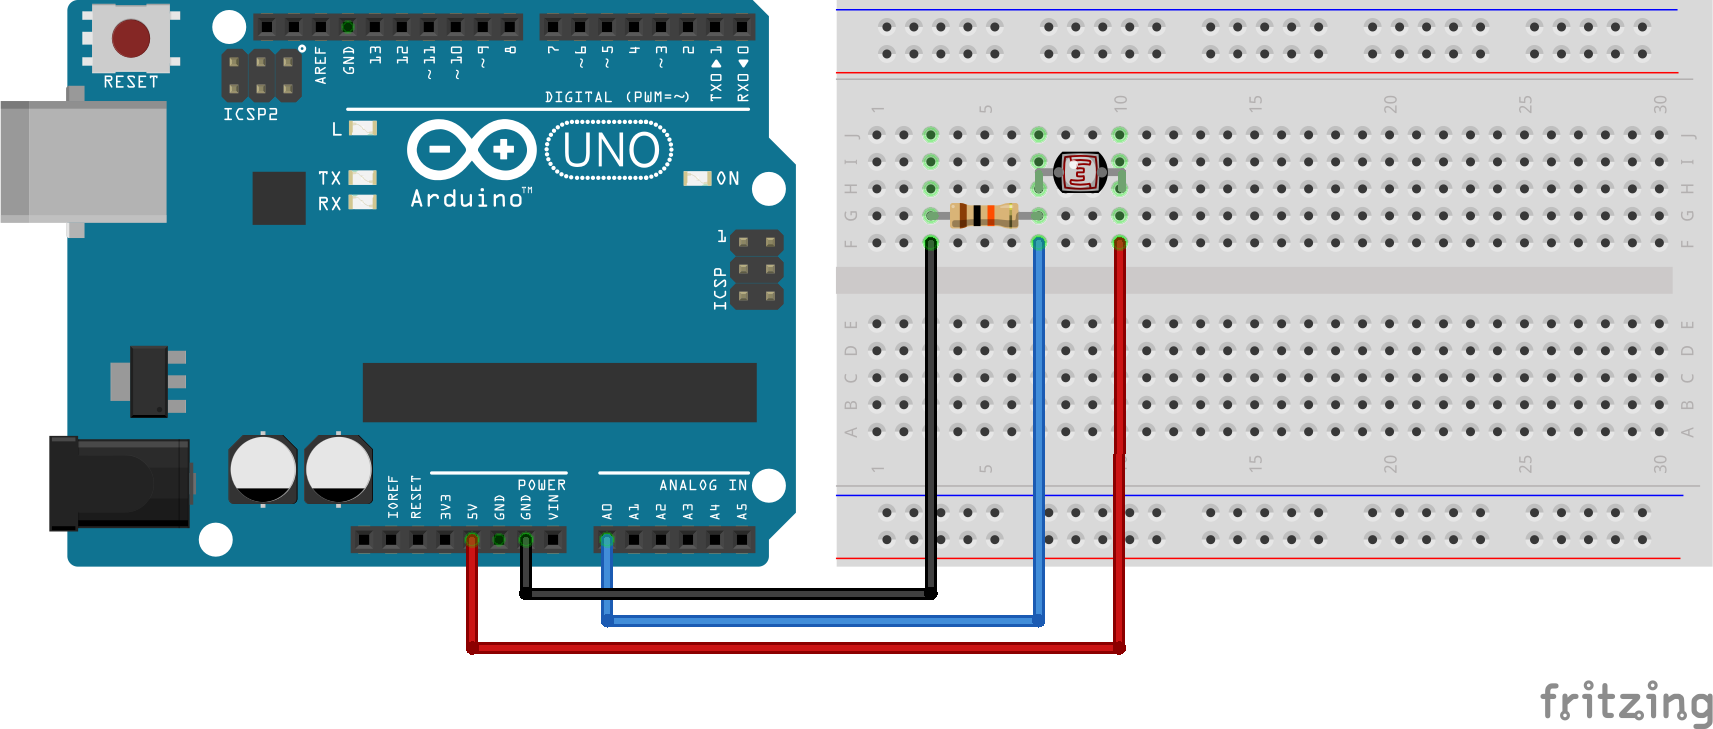 RESET
ICSP2
AREF
GND
13
12
~11
~10
~9
8
7
~6
~5
4
~3
2
TX0▶1
RX0◀0
DIGITAL (PWM=~)
L
TX
RX
UNO
ON
Arduino™
1
ICSP
IOREF
RESET
3V3
5V
GND
GND
VIN
POWER
A0
A1
A2
A3
A4
A5
ANALOG IN
1 5 10 15 20 25 30
J J
I I
H H
G G
F F
E E
D D
C C
B B
A A
1 5 15 20 25 30
fritzing